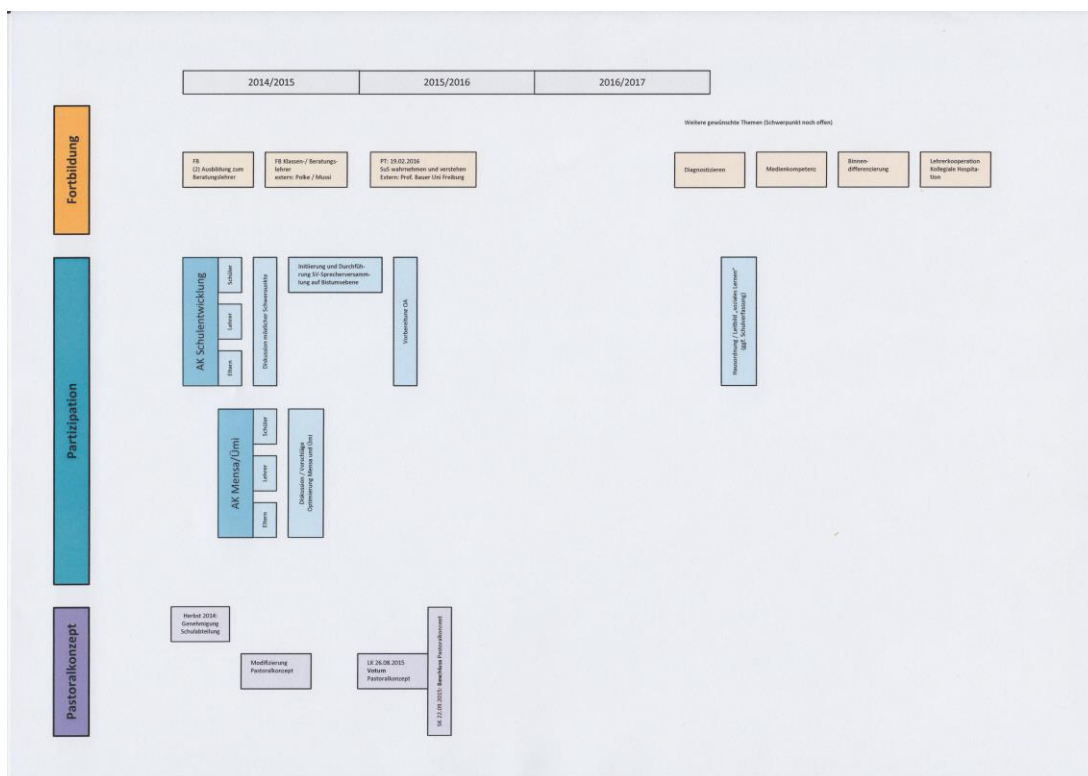 2014/2015
2015/2016
2016/2017
Fortbildung
Weitere gewünschte Themen (Schwerpunkt noch offen)
FB
(2) Ausbildung zum
Beratungslehrer
FB Klassen-/ Beratungs-
lehrer
extern: Polke / Mussi
PT: 19.02.2016
SuS wahrnehmen und verstehen
Extern: Prof. Bauer Uni Freiburg
Diagnostizieren
Medienkompetenz
Binnen-
differenzierung
Lehrerkooperation
Kollegiale Hospita-
tion
Partizipation
AK Schulentwicklung
Schüler
Lehrer
Eltern
Diskussion möglicher Schwerpunkte
Initiierung und Durchfüh-
rung SV-Sprecherversamm-
lung auf Bistumsebene
Vorbereitung QA
Hausordnung / Leitbild „soziales Lernen"
(ggf. Schulverfassung)
AK Mensa/Ümi
Schüler
Lehrer
Eltern
Diskussion / Vorschläge
Optimierung Mensa und Ümi
Pastoralkonzept
Herbst 2014:
Genehmigung
Schulabteilung
Modifizierung
Pastoralkonzept
LK 26.08.2015
Votum
Pastoralkonzept
SK 22.09.2015: Beschluss Pastoralkonzept